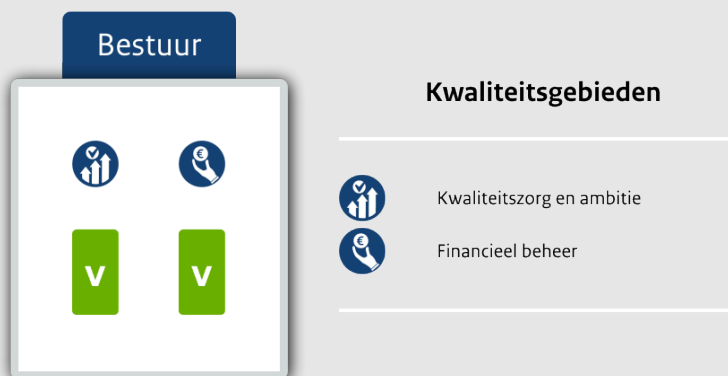 Bestuur
Kwaliteitsgebieden
€ €
V V
€
Kwaliteitszorg en ambitie
Financieel beheer